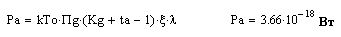 Pa = kTo·Пg·(Kg + ta − 1)·ξ·λ Pa = 3.66·10⁻¹⁸ Вт